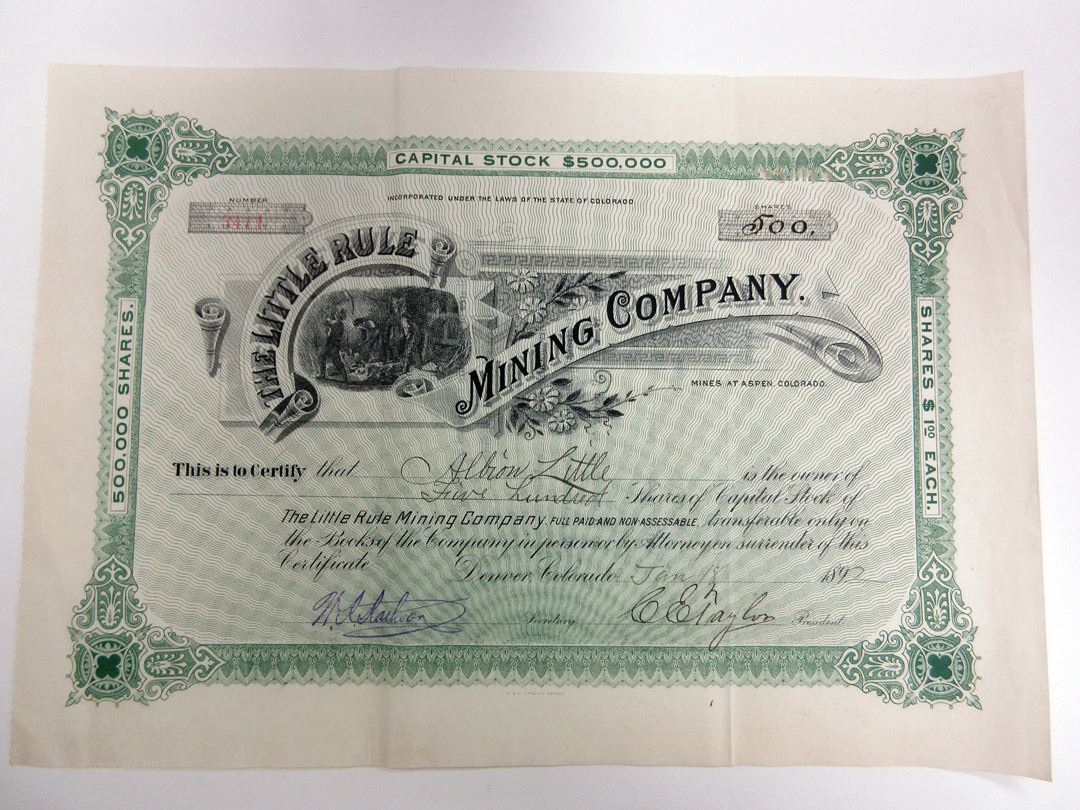 CAPITAL STOCK $500,000
NUMBER
INCORPORATED UNDER THE LAWS OF THE STATE OF COLORADO
SHARES
500.
THE LITTLE RULE
MINING COMPANY.
MINES AT ASPEN, COLORADO.
500,000 SHARES.
SHARES $1.00 EACH.
This is to Certify that Albion Little is the owner of
Five Hundred Shares of Capital Stock of
The Little Rule Mining Company, FULL PAID AND NON-ASSESSABLE, transferable only on
the Books of the Company in person or by Attorney on surrender of this
Certificate
Denver, Colorado, Jan 18 1892
Secretary
C E Taylor President